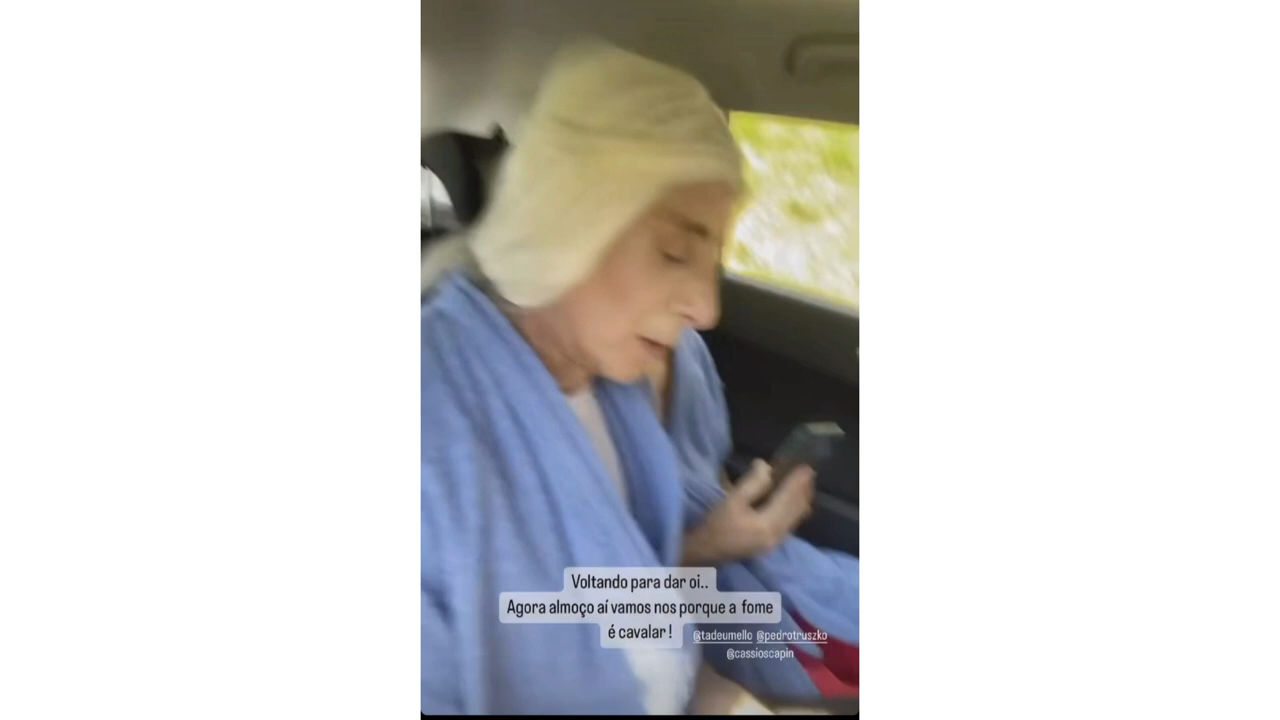 Voltando para dar oi..
Agora almoço aí vamos nos porque a fome
é cavalar!
@tadeumello @pedrotruszko
@cassioscapin